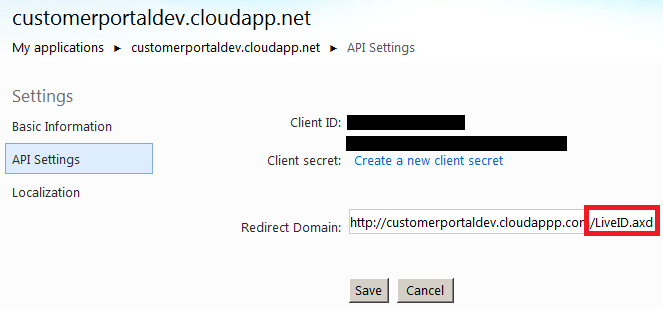 customerportaldev.cloudapp.net
My applications ▸ customerportaldev.cloudapp.net ▸ API Settings
Settings
Basic Information
Client ID:
API Settings
Client secret: Create a new client secret
Localization
Redirect Domain: http://customerportaldev.cloudappp.com/LiveID.axd
Save Cancel